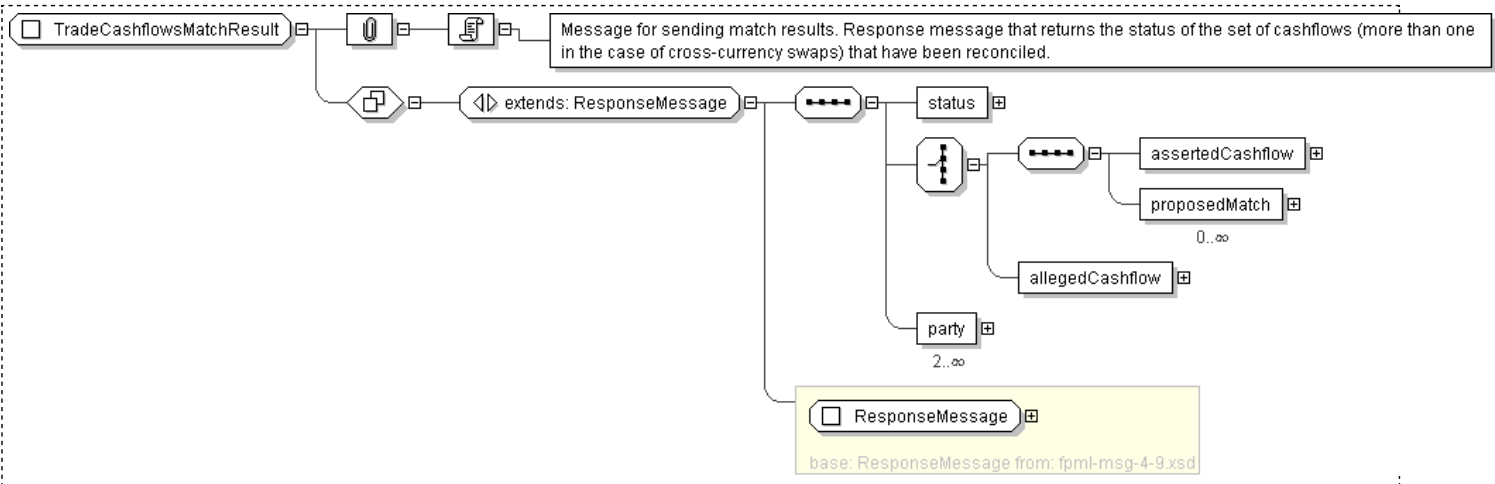 TradeCashflowsMatchResult
Message for sending match results. Response message that returns the status of the set of cashflows (more than one
in the case of cross-currency swaps) that have been reconciled.
extends: ResponseMessage
status
assertedCashflow
proposedMatch
0..∞
allegedCashflow
party
2..∞
ResponseMessage
base: ResponseMessage from: fpml-msg-4-9.xsd